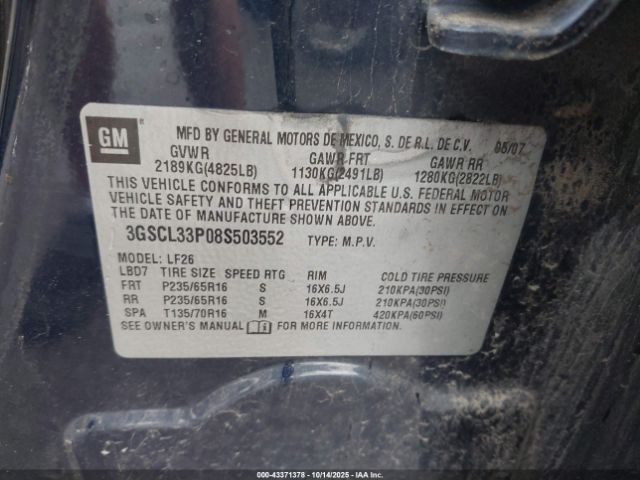 GM ®
MFD BY GENERAL MOTORS DE MEXICO, S. DE R.L. DE C.V. 05/07
GVWR GAWR FRT GAWR RR
2189KG(4825LB) 1130KG(2491LB) 1280KG(2822LB)
THIS VEHICLE CONFORMS TO ALL APPLICABLE U.S. FEDERAL MOTOR
VEHICLE SAFETY AND THEFT PREVENTION STANDARDS IN EFFECT ON
THE DATE OF MANUFACTURE SHOWN ABOVE.
3GSCL33P08S503552 TYPE: M.P.V.
MODEL: LF26
LBD7 TIRE SIZE SPEED RTG RIM COLD TIRE PRESSURE
FRT P235/65R16 S 16X6.5J 210KPA(30PSI)
RR P235/65R16 S 16X6.5J 210KPA(30PSI)
SPA T135/70R16 M 16X4T 420KPA(60PSI)
SEE OWNER'S MANUAL FOR MORE INFORMATION.
Owner: 43371378 | 10/14/2025 | IAA Inc.